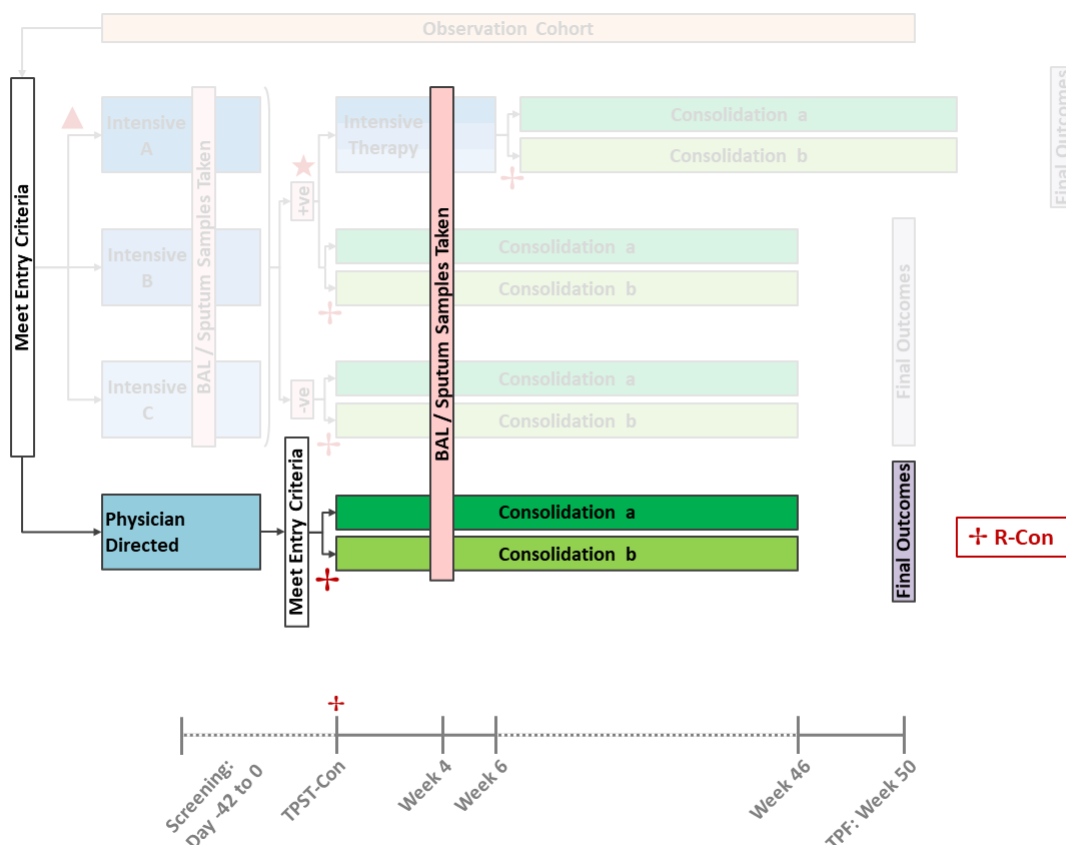 Observation Cohort
Meet Entry Criteria
Intensive
A
Intensive
B
Intensive
C
BAL / Sputum Samples Taken
+ve
-ve
Intensive
Therapy
Consolidation a
Consolidation b
Consolidation a
Consolidation b
Consolidation a
Consolidation b
BAL / Sputum Samples Taken
Final Outcomes
Final Outcomes
Physician
Directed
Meet Entry Criteria
Consolidation a
Consolidation b
Final Outcomes
R-Con
Screening:
Day -42 to 0
TPST-Con
Week 4
Week 6
Week 46
TPF: Week 50